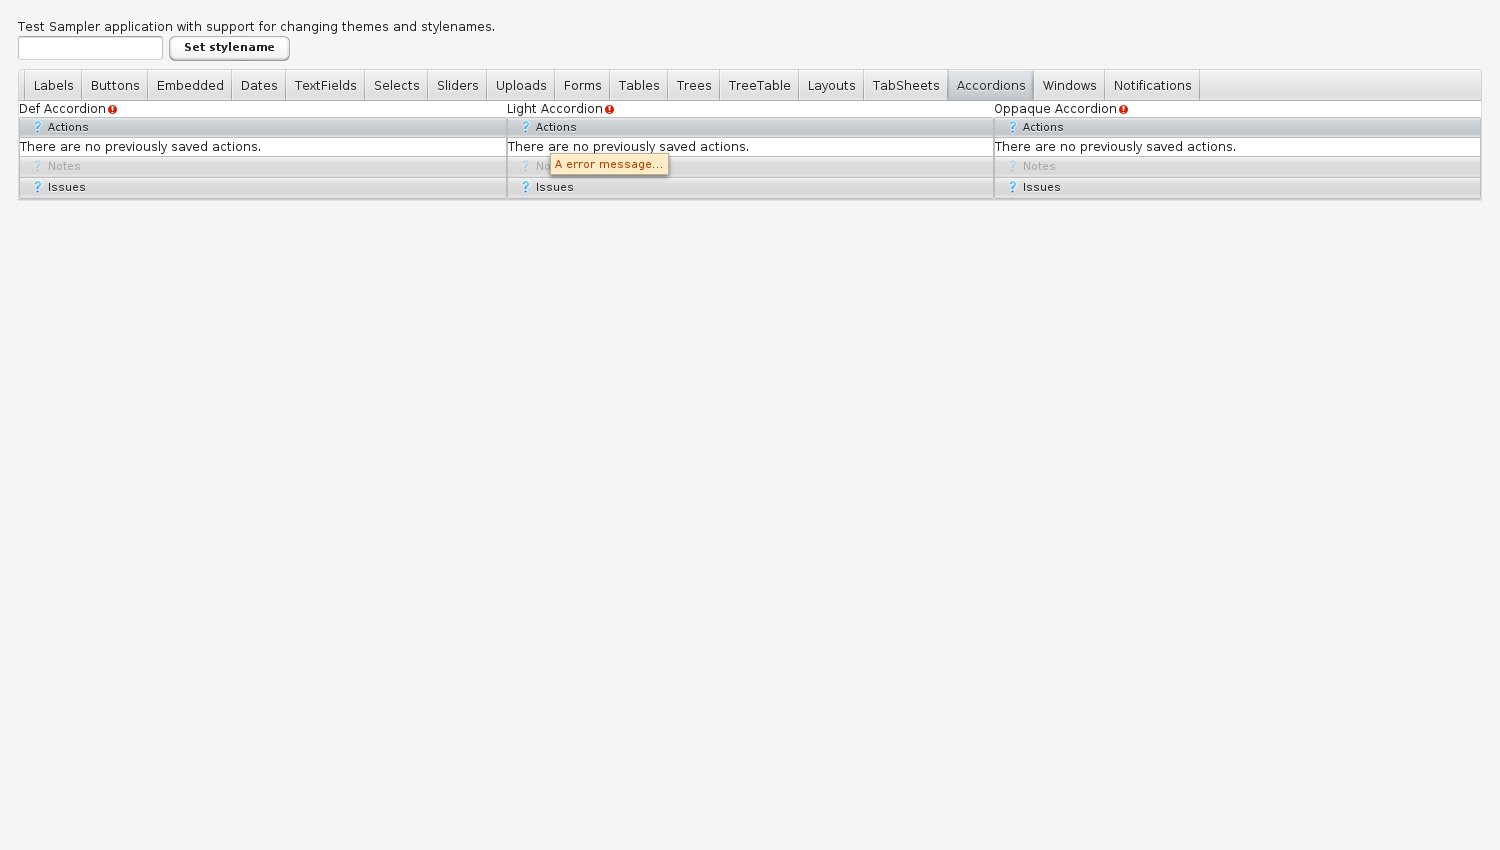 Test Sampler application with support for changing themes and stylenames.
Set stylename
Labels Buttons Embedded Dates TextFields Selects Sliders Uploads Forms Tables Trees TreeTable Layouts TabSheets Accordions Windows Notifications
Def Accordion Light Accordion Oppaque Accordion
? Actions ? Actions ? Actions
There are no previously saved actions. There are no previously saved actions. There are no previously saved actions.
A error message...
? Notes ? No ? Notes
? Issues ? Issues ? Issues